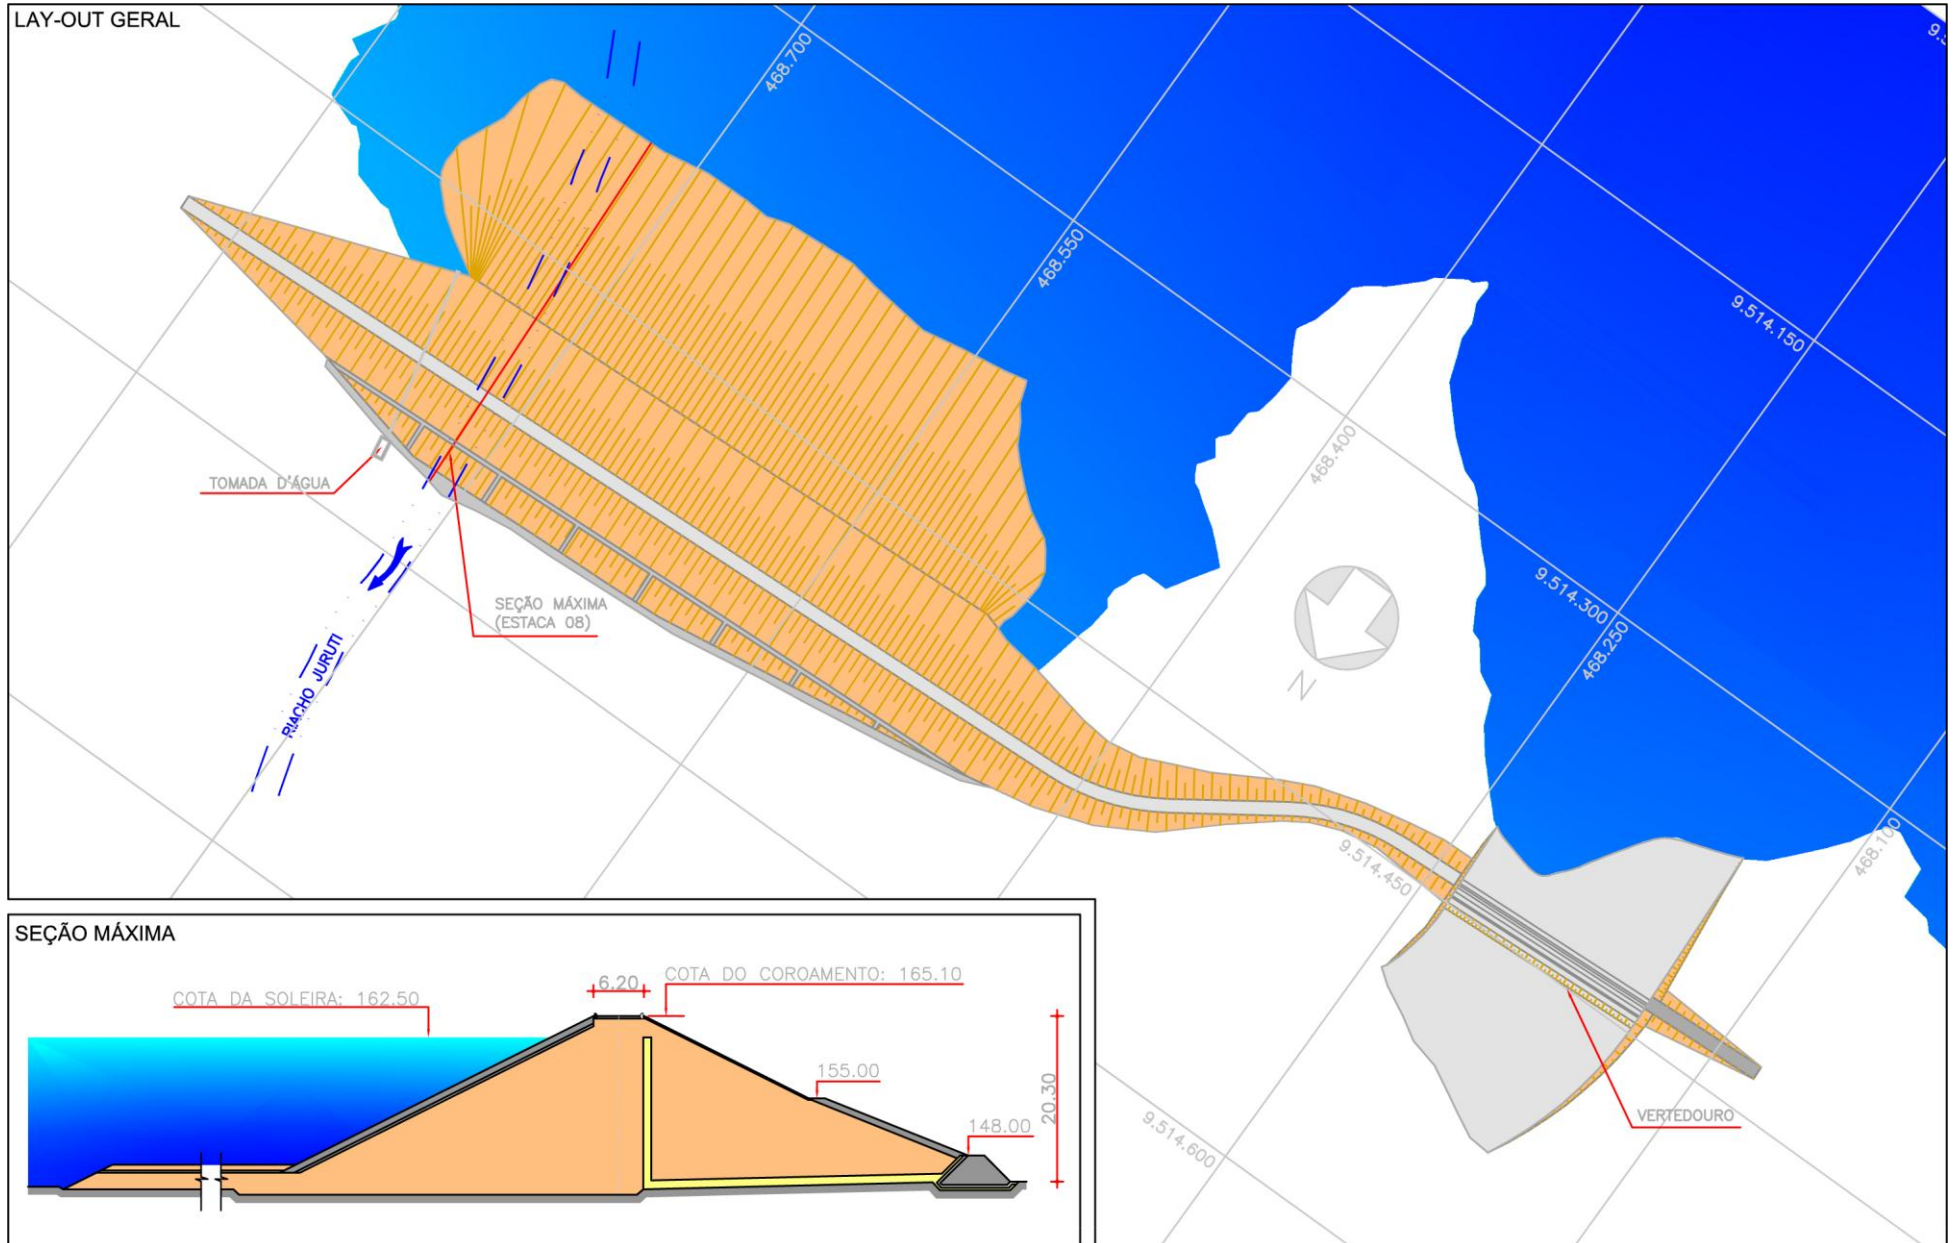 LAY-OUT GERAL
468.700
9.5
468.550
9.514.150
468.400
9.514.300
468.250
TOMADA D'ÁGUA
SEÇÃO MÁXIMA
(ESTACA 08)
RIACHO JURUTI
N
9.514.450
468.100
VERTEDOURO
9.514.600
SEÇÃO MÁXIMA
6.20
COTA DO COROAMENTO: 165.10
COTA DA SOLEIRA: 162.50
155.00
20.30
148.00